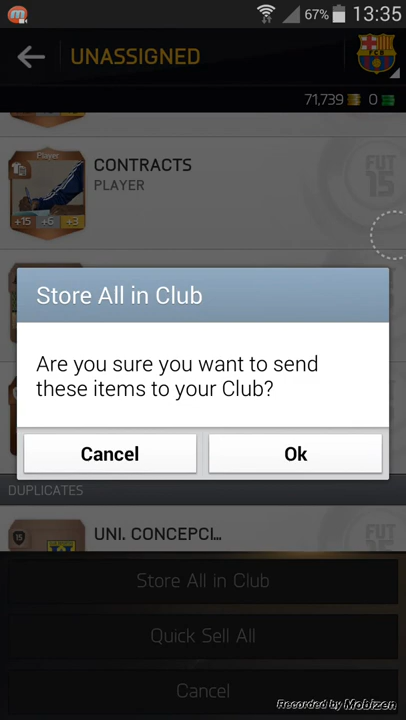 67% 13:35
UNASSIGNED
71,739 0
Player
CONTRACTS
PLAYER
+15 +6 +3
FUT
15
Store All in Club
Are you sure you want to send
these items to your Club?
Cancel
Ok
DUPLICATES
15
UNI. CONCEPCI...
FUT
Store All in Club
Quick Sell All
Cancel
Recorded by Mobizen